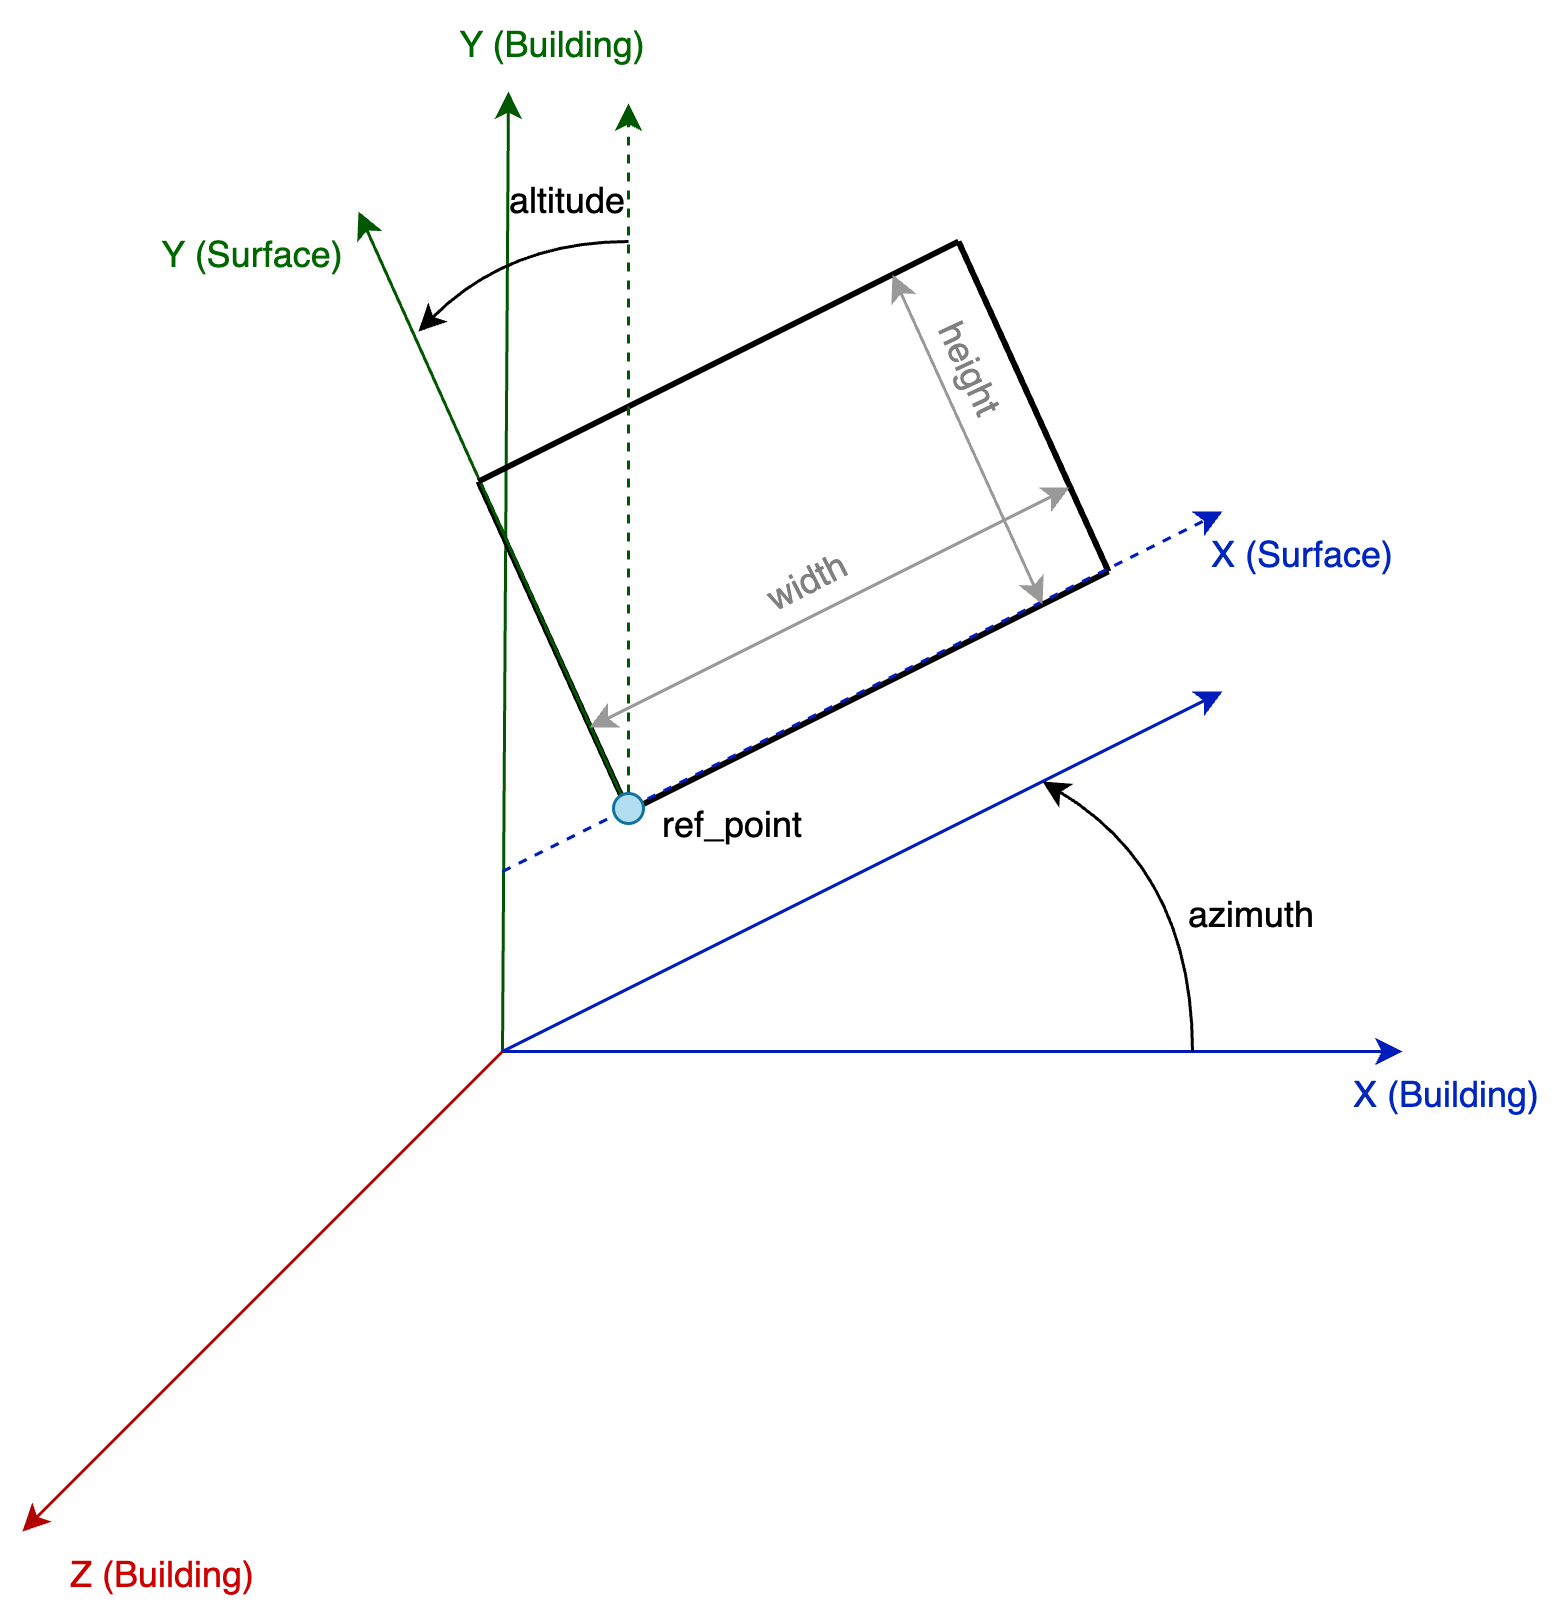 Y (Building)
altitude
Y (Surface)
height
width
X (Surface)
ref_point
azimuth
X (Building)
Z (Building)